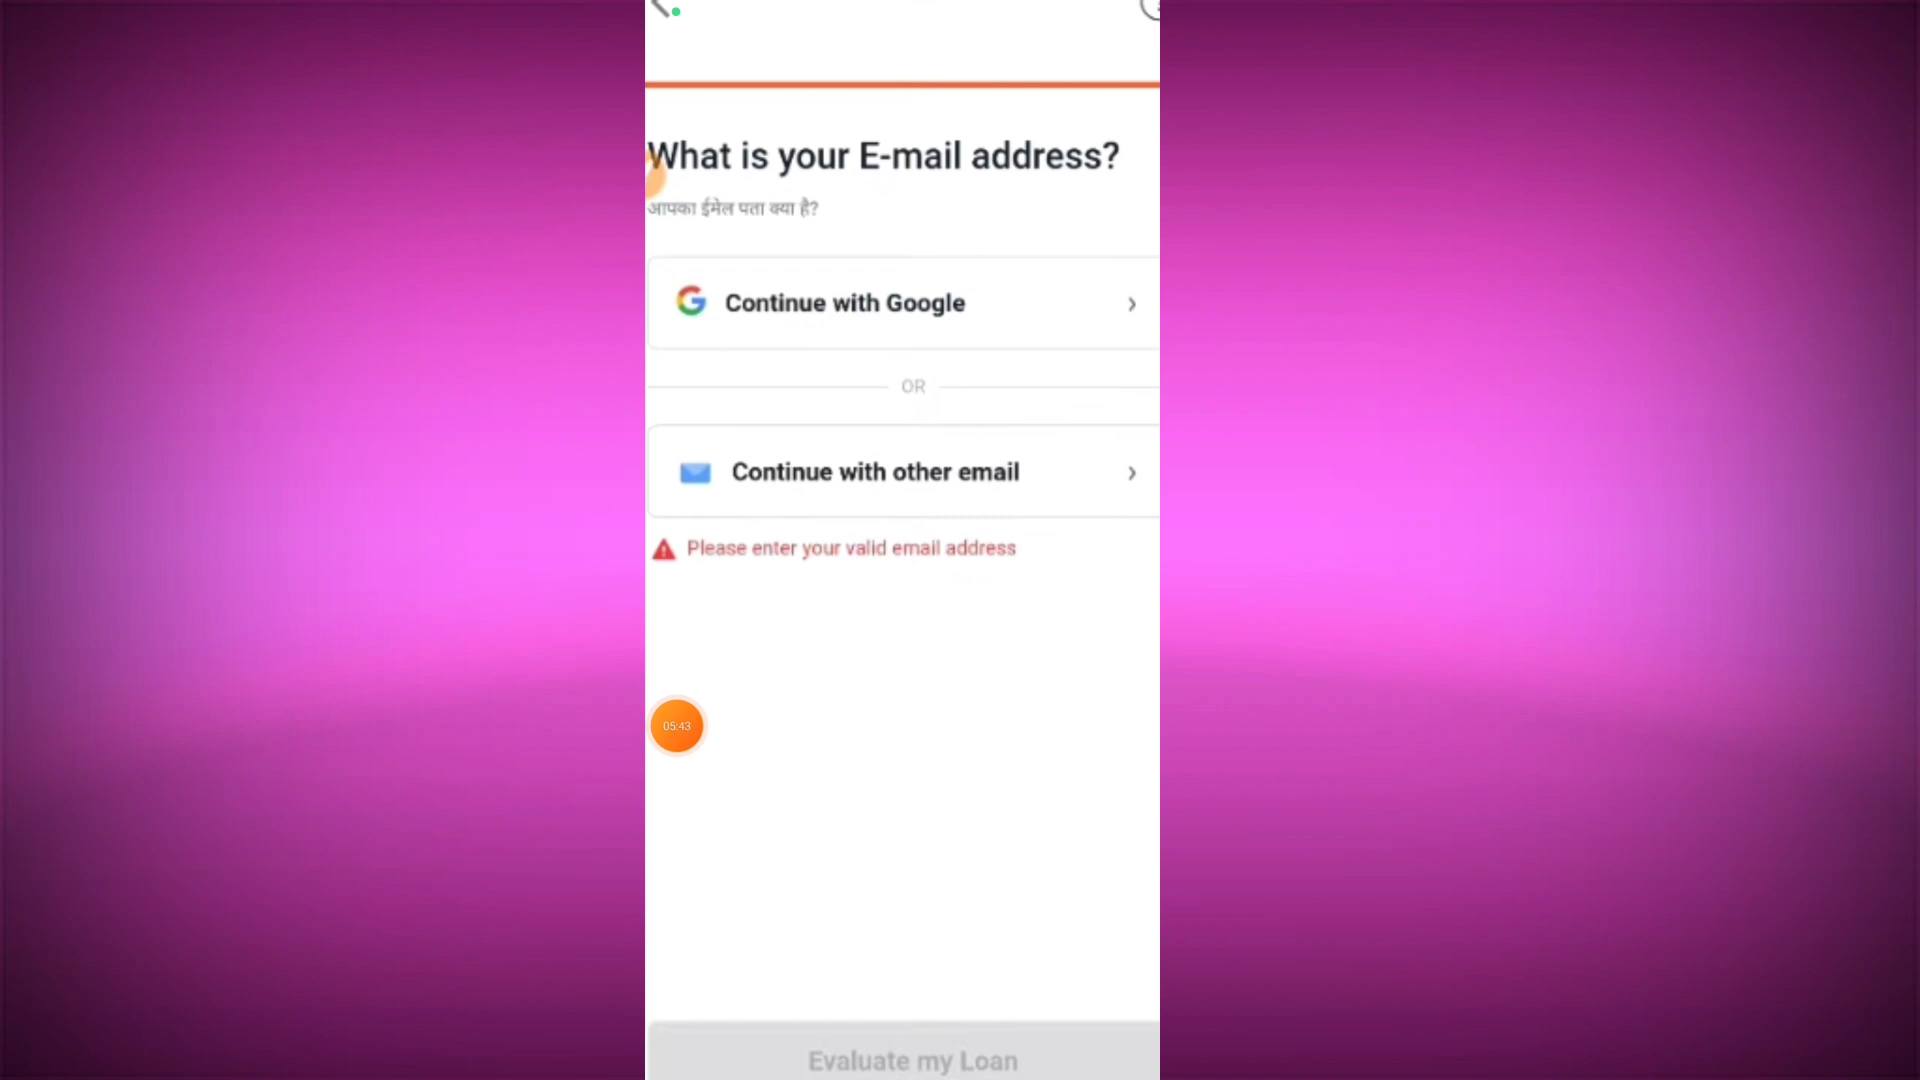 What is your E-mail address?
आपका ईमेल पता क्या है?
Continue with Google
OR
Continue with other email
Please enter your valid email address
05:43
Evaluate my Loan